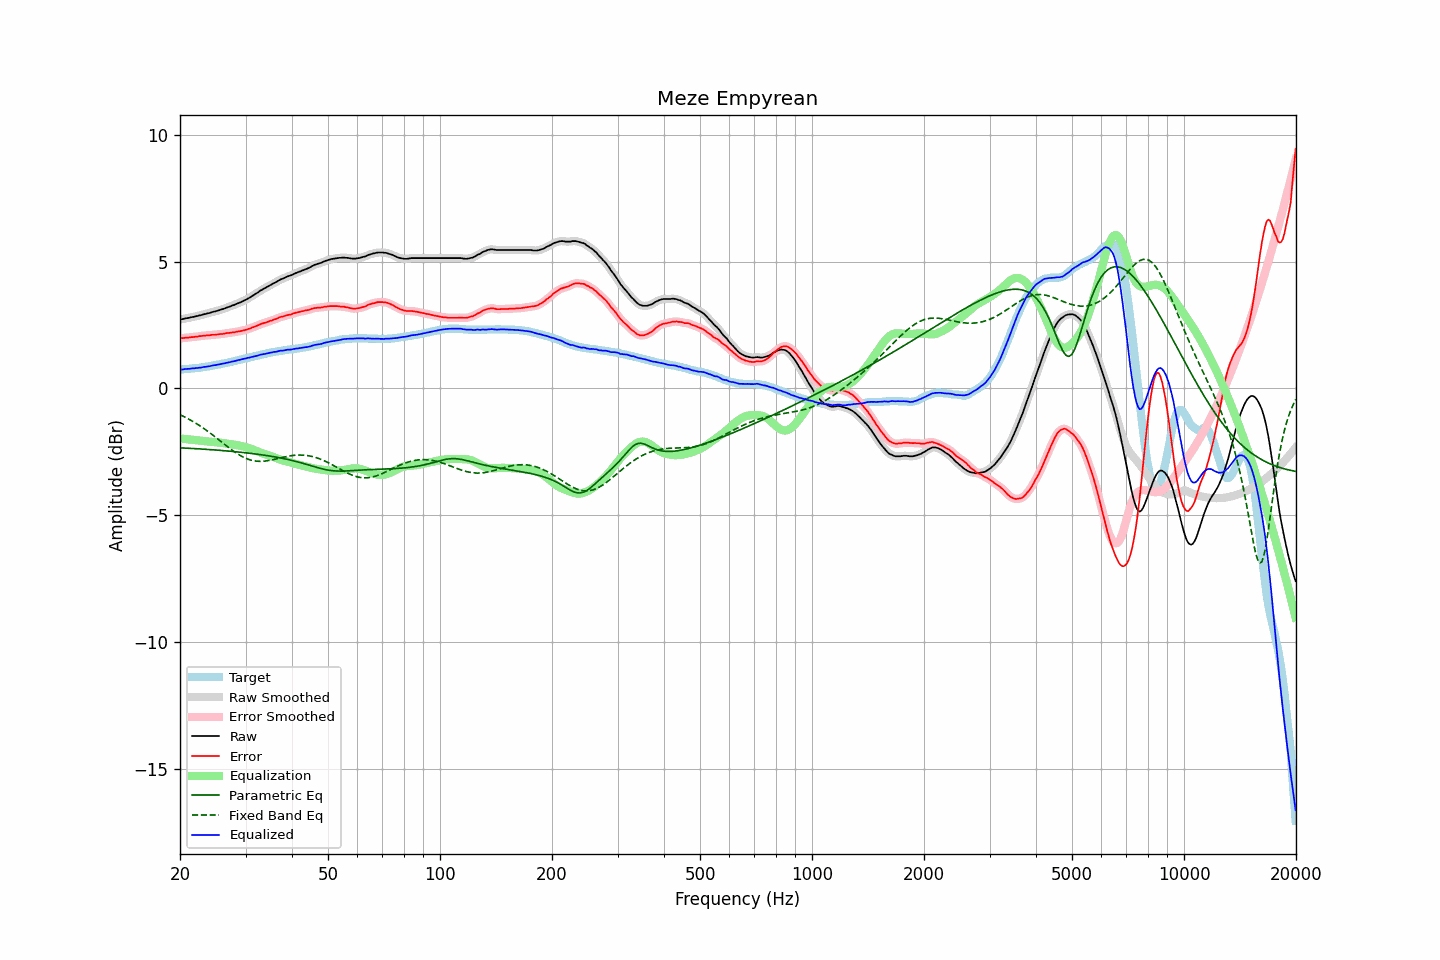 Meze Empyrean
10
5
0
−5
−10
−15
Amplitude (dBr)
Target
Raw Smoothed
Error Smoothed
Raw
Error
Equalization
Parametric Eq
Fixed Band Eq
Equalized
20 50 100 200 500 1000 2000 5000 10000 20000
Frequency (Hz)